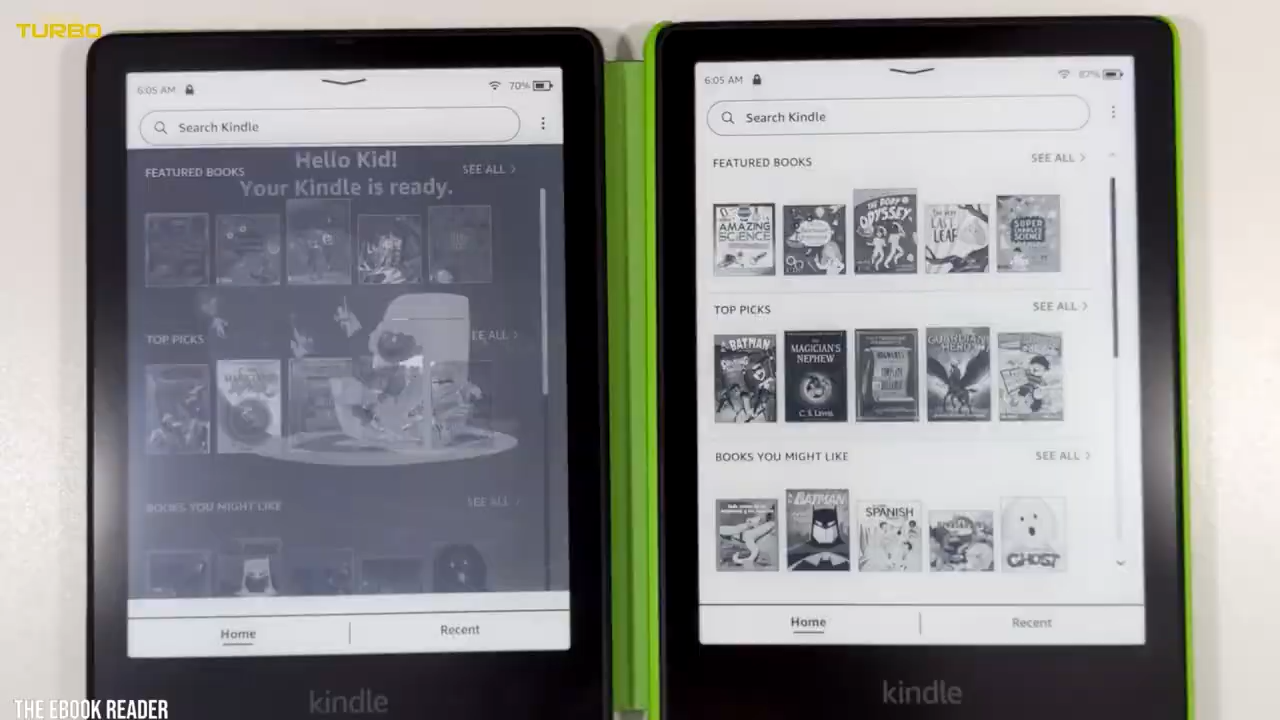 TURBO
6:05 AM
70%
Search Kindle
Hello Kid!
FEATURED BOOKS
SEE ALL >
Your Kindle is ready.
TOP PICKS
EE ALL >
BOOKS YOU MIGHT LIKE
SEE ALL >
Home
Recent
kindle
6:05 AM
87%
Search Kindle
FEATURED BOOKS
SEE ALL >
AMAZING
SCIENCE
ODYSSEY
LAST
LEAF
SUPER
SCIENCE
TOP PICKS
SEE ALL >
BATMAN
THE
MAGICIAN'S
NEPHEW
C. S. LEWIS
BOOKS YOU MIGHT LIKE
SEE ALL >
BATMAN
SPANISH
GHOST
Home
Recent
kindle
THE EBOOK READER